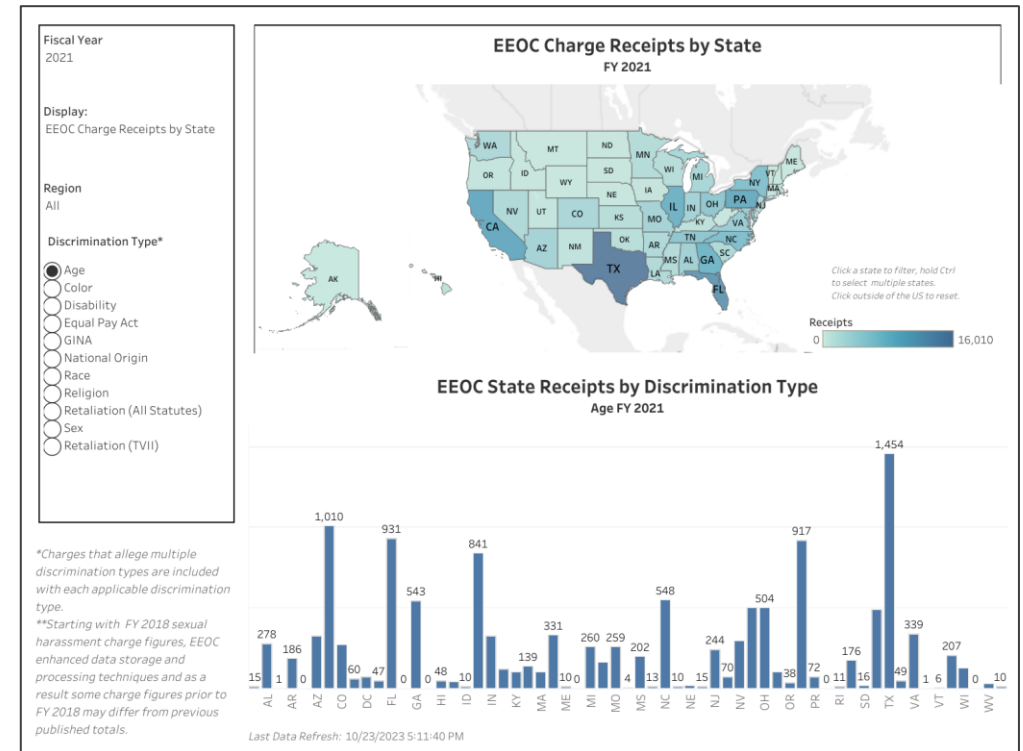 Fiscal Year
2021
Display:
EEOC Charge Receipts by State
Region
All
Discrimination Type*
Age
Color
Disability
Equal Pay Act
GINA
National Origin
Race
Religion
Retaliation (All Statutes)
Sex
Retaliation (TVII)
*Charges that allege multiple
discrimination types are included
with each applicable discrimination
type.
**Starting with FY 2018 sexual
harassment charge figures, EEOC
enhanced data storage and
processing techniques and as a
result some charge figures prior to
FY 2018 may differ from previous
published totals.
EEOC Charge Receipts by State
FY 2021
WA
MT
ND
MN
ME
OR
ID
SD
WI
MI
VT
NY
MA
WY
NE
IA
PA
NJ
NV
UT
CO
KS
MO
IL
IN
OH
KY
VA
CA
AZ
NM
OK
AR
TN
NC
SC
TX
LA
MS
AL
GA
FL
AK
HI
Click a state to filter, hold Ctrl
to select multiple states.
Click outside of the US to reset.
Receipts
0 16,010
EEOC State Receipts by Discrimination Type
Age FY 2021
15 278 1 186 0 1,010 60 47 931 0 543 0 48 10 841 139 331 10 0 260 259 4 202 13 548 10 15 244 70 504 38 917 72 0 11 176 16 1,454 49 339 1 6 207 0 10
AL AR AZ CO DC FL GA HI ID IN KY MA ME MI MO MS NC NE NJ NV OH OR PR RI SD TX VA VT WI WV
Last Data Refresh: 10/23/2023 5:11:40 PM